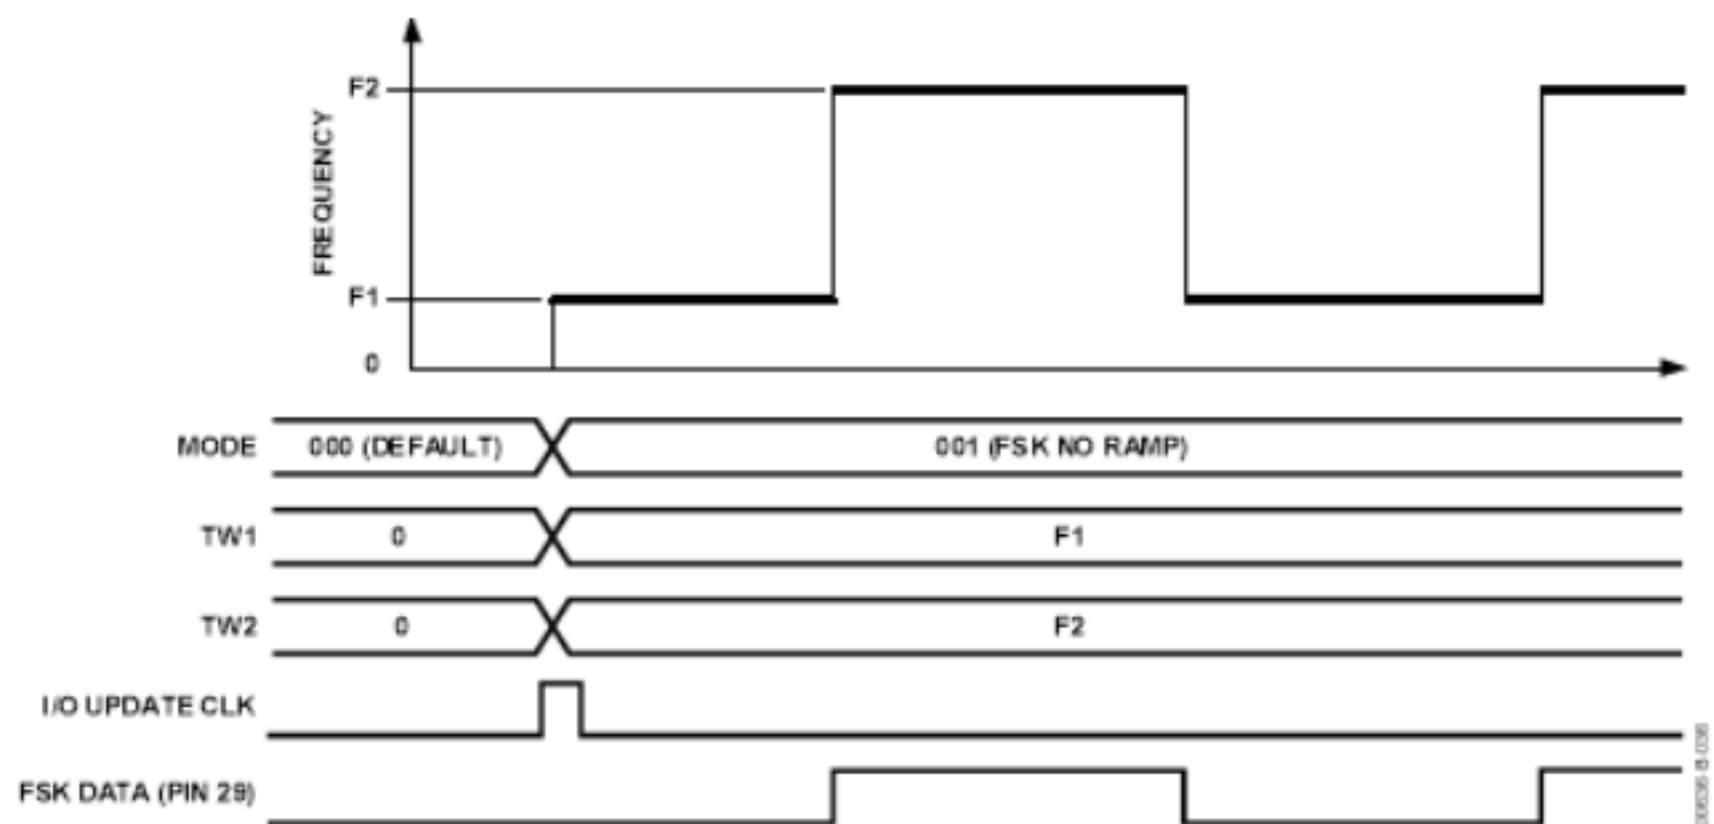 F2
FREQUENCY
F1
0
MODE 000 (DEFAULT) 001 (FSK NO RAMP)
TW1 0 F1
TW2 0 F2
I/O UPDATE CLK
FSK DATA (PIN 29)